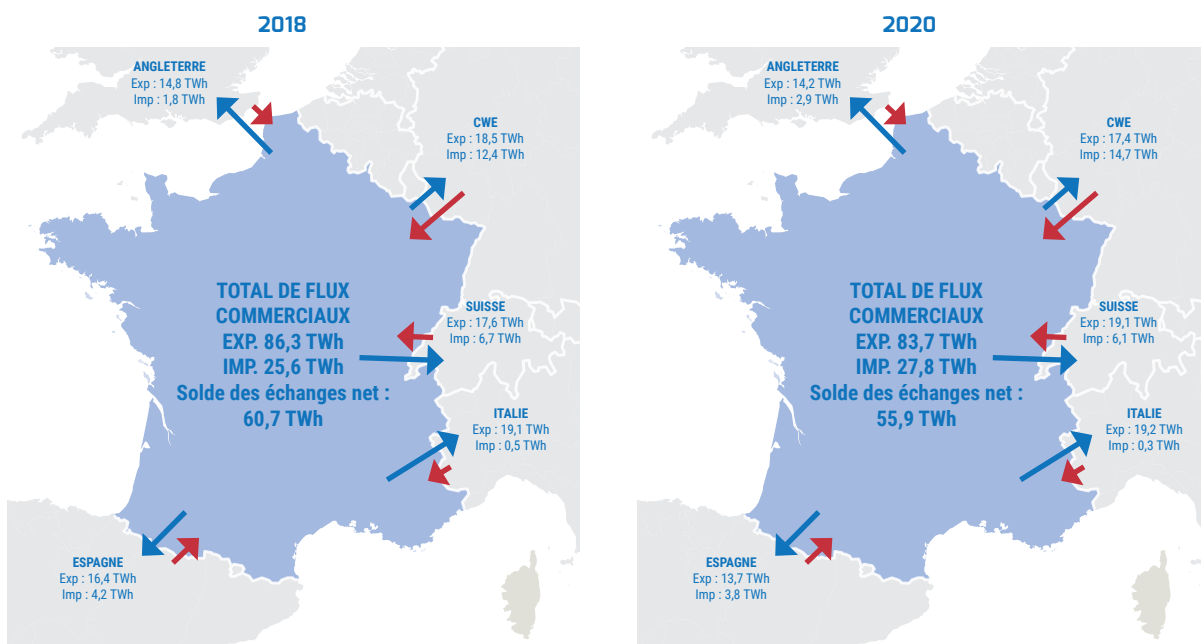 2018
ANGLETERRE
Exp : 14,8 TWh
Imp : 1,8 TWh
CWE
Exp : 18,5 TWh
Imp : 12,4 TWh
TOTAL DE FLUX
COMMERCIAUX
EXP. 86,3 TWh
IMP. 25,6 TWh
Solde des échanges net :
60,7 TWh
SUISSE
Exp : 17,6 TWh
Imp : 6,7 TWh
ITALIE
Exp : 19,1 TWh
Imp : 0,5 TWh
ESPAGNE
Exp : 16,4 TWh
Imp : 4,2 TWh
2020
ANGLETERRE
Exp : 14,2 TWh
Imp : 2,9 TWh
CWE
Exp : 17,4 TWh
Imp : 14,7 TWh
TOTAL DE FLUX
COMMERCIAUX
EXP. 83,7 TWh
IMP. 27,8 TWh
Solde des échanges net :
55,9 TWh
SUISSE
Exp : 19,1 TWh
Imp : 6,1 TWh
ITALIE
Exp : 19,2 TWh
Imp : 0,3 TWh
ESPAGNE
Exp : 13,7 TWh
Imp : 3,8 TWh